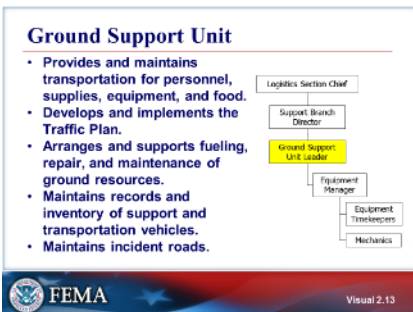 Ground Support Unit
• Provides and maintains
transportation for personnel,
supplies, equipment, and food.
• Develops and implements the
Traffic Plan.
• Arranges and supports fueling,
repair, and maintenance of
ground resources.
• Maintains records and
inventory of support and
transportation vehicles.
• Maintains incident roads.
Logistics Section Chief
Support Branch
Director
Ground Support
Unit Leader
Equipment
Manager
Equipment
Timekeepers
Mechanics
FEMA
Visual 2.13